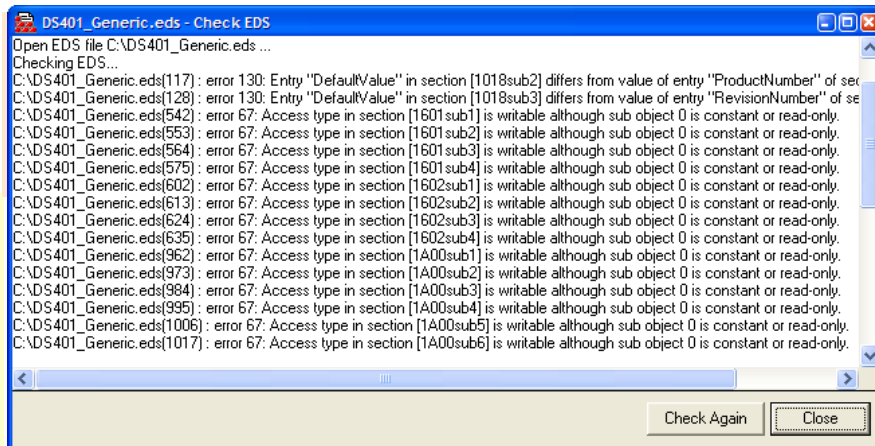 DS401_Generic.eds - Check EDS
Open EDS file C:\DS401_Generic.eds ...
Checking EDS...
C:\DS401_Generic.eds(117) : error 130: Entry "DefaultValue" in section [1018sub2] differs from value of entry "ProductNumber" of sec
C:\DS401_Generic.eds(128) : error 130: Entry "DefaultValue" in section [1018sub3] differs from value of entry "RevisionNumber" of se
C:\DS401_Generic.eds(542) : error 67: Access type in section [1601sub1] is writable although sub object 0 is constant or read-only.
C:\DS401_Generic.eds(553) : error 67: Access type in section [1601sub2] is writable although sub object 0 is constant or read-only.
C:\DS401_Generic.eds(564) : error 67: Access type in section [1601sub3] is writable although sub object 0 is constant or read-only.
C:\DS401_Generic.eds(575) : error 67: Access type in section [1601sub4] is writable although sub object 0 is constant or read-only.
C:\DS401_Generic.eds(602) : error 67: Access type in section [1602sub1] is writable although sub object 0 is constant or read-only.
C:\DS401_Generic.eds(613) : error 67: Access type in section [1602sub2] is writable although sub object 0 is constant or read-only.
C:\DS401_Generic.eds(624) : error 67: Access type in section [1602sub3] is writable although sub object 0 is constant or read-only.
C:\DS401_Generic.eds(635) : error 67: Access type in section [1602sub4] is writable although sub object 0 is constant or read-only.
C:\DS401_Generic.eds(962) : error 67: Access type in section [1A00sub1] is writable although sub object 0 is constant or read-only.
C:\DS401_Generic.eds(973) : error 67: Access type in section [1A00sub2] is writable although sub object 0 is constant or read-only.
C:\DS401_Generic.eds(984) : error 67: Access type in section [1A00sub3] is writable although sub object 0 is constant or read-only.
C:\DS401_Generic.eds(995) : error 67: Access type in section [1A00sub4] is writable although sub object 0 is constant or read-only.
C:\DS401_Generic.eds(1006) : error 67: Access type in section [1A00sub5] is writable although sub object 0 is constant or read-only.
C:\DS401_Generic.eds(1017) : error 67: Access type in section [1A00sub6] is writable although sub object 0 is constant or read-only.
Check Again
Close